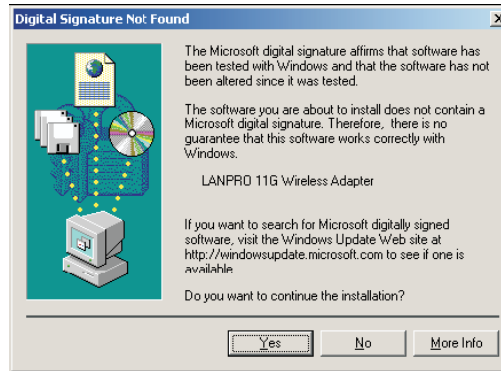 Digital Signature Not Found
The Microsoft digital signature affirms that software has
been tested with Windows and that the software has not
been altered since it was tested.
The software you are about to install does not contain a
Microsoft digital signature. Therefore, there is no
guarantee that this software works correctly with
Windows.
LANPRO 11G Wireless Adapter
If you want to search for Microsoft digitally signed
software, visit the Windows Update Web site at
http://windowsupdate.microsoft.com to see if one is
available.
Do you want to continue the installation?
Yes No More Info